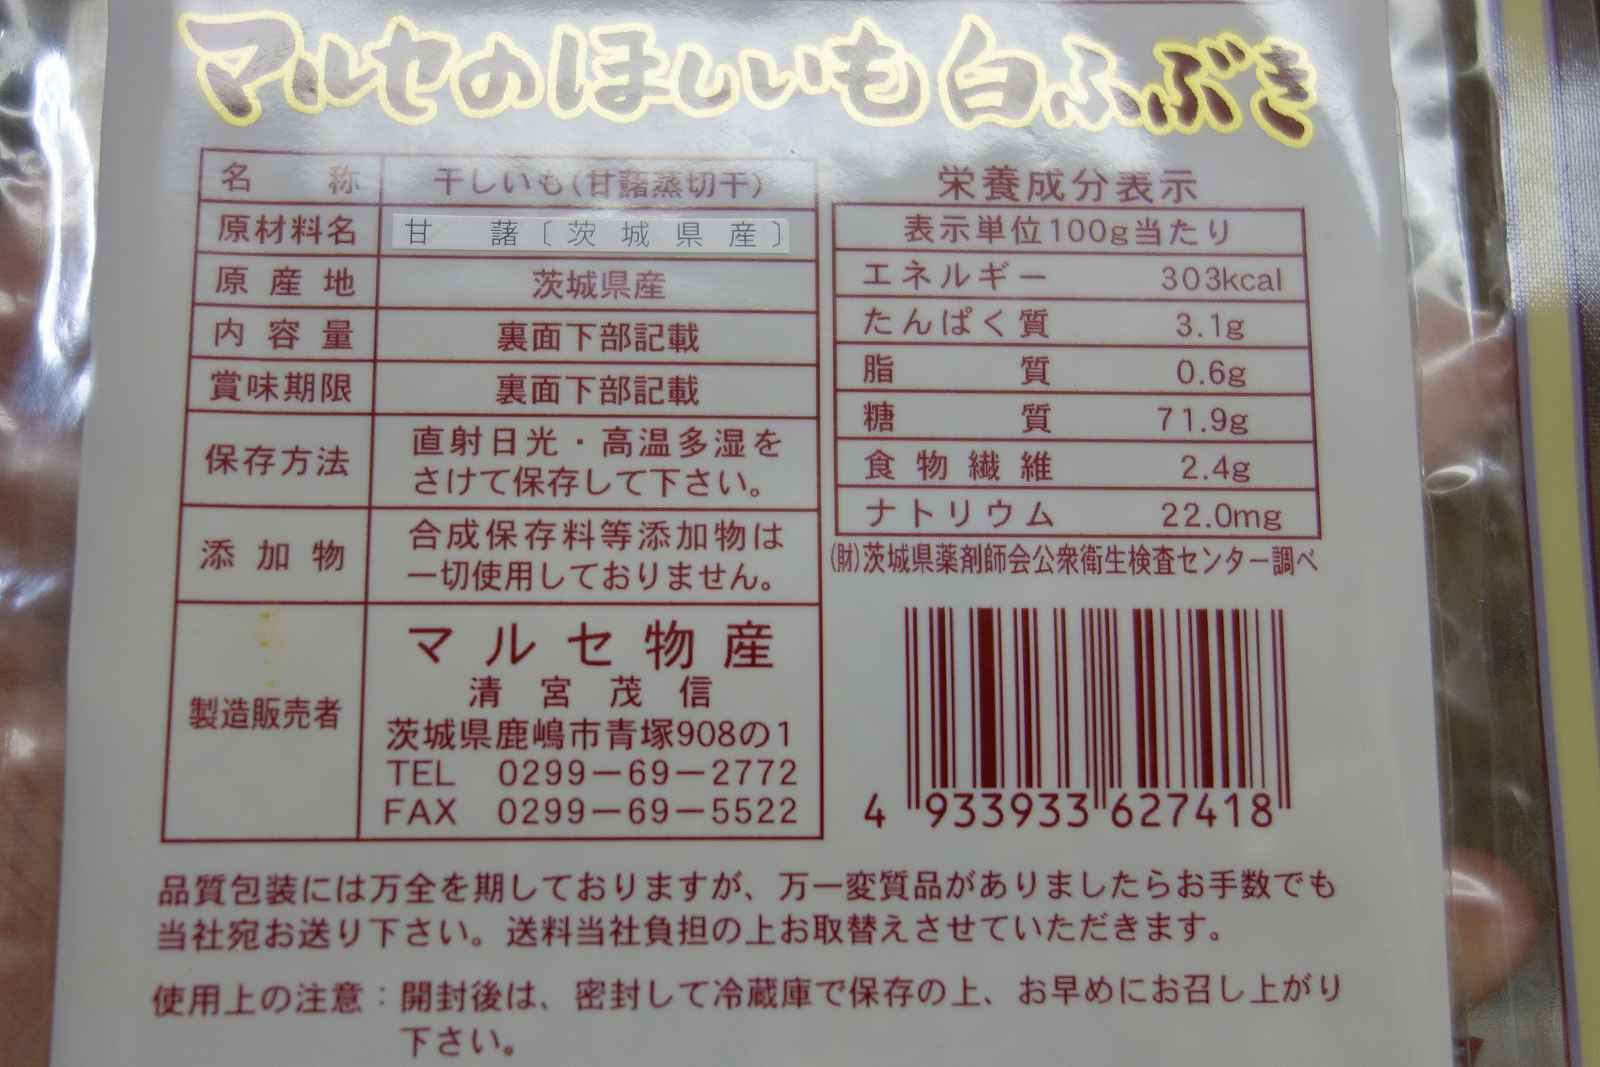 マルセのほしいも白ふぶき
名称 干しいも(甘藷蒸切干)
原材料名 甘藷〔茨城県産〕
原産地 茨城県産
内容量 裏面下部記載
賞味期限 裏面下部記載
保存方法 直射日光・高温多湿を
さけて保存して下さい。
添加物 合成保存料等添加物は
一切使用しておりません。
製造販売者
マルセ物産
清宮茂信
茨城県鹿嶋市青塚908の1
TEL 0299-69-2772
FAX 0299-69-5522
栄養成分表示
表示単位100g当たり
エネルギー 303kcal
たんぱく質 3.1g
脂質 0.6g
糖質 71.9g
食物繊維 2.4g
ナトリウム 22.0mg
(財)茨城県薬剤師会公衆衛生検査センター調べ
4 933933 627418
品質包装には万全を期しておりますが、万一変質品がありましたらお手数でも
当社宛お送り下さい。送料当社負担の上お取替えさせていただきます。
使用上の注意：開封後は、密封して冷蔵庫で保存の上、お早めにお召し上がり
下さい。